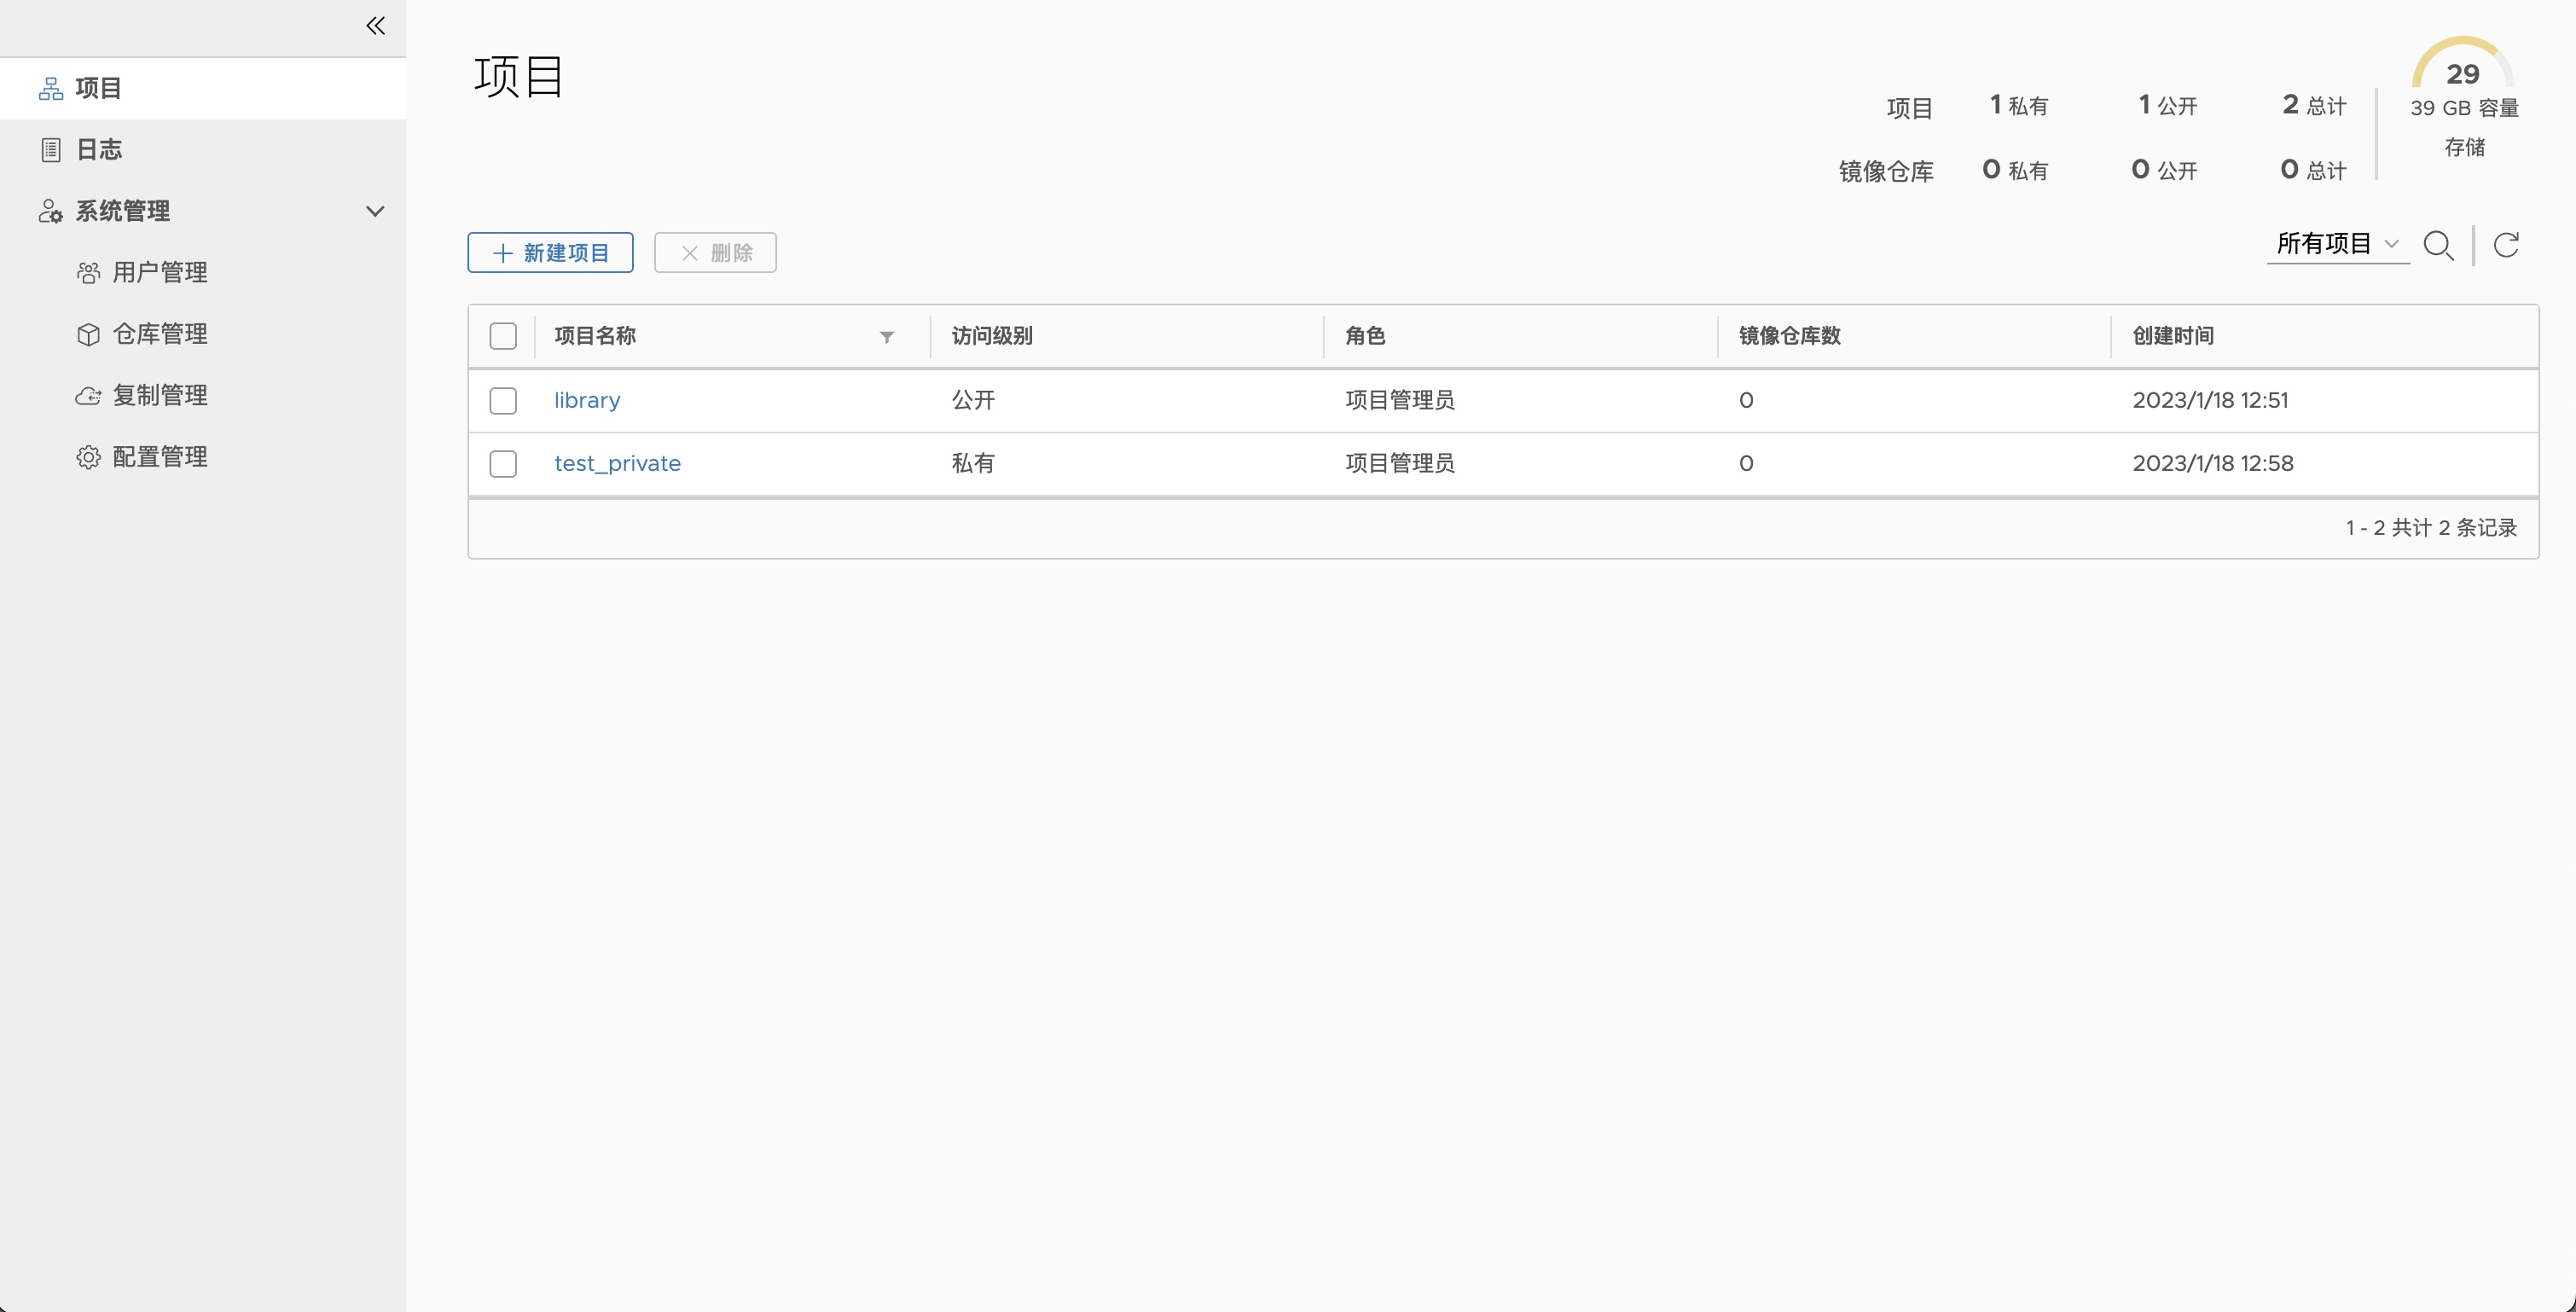 项目
日志
系统管理
用户管理
仓库管理
复制管理
配置管理
项目
项目 1 私有 1 公开 2 总计
镜像仓库 0 私有 0 公开 0 总计
29
39 GB 容量
存储
新建项目 删除
所有项目
项目名称 访问级别 角色 镜像仓库数 创建时间
library 公开 项目管理员 0 2023/1/18 12:51
test_private 私有 项目管理员 0 2023/1/18 12:58
1 - 2 共计 2 条记录